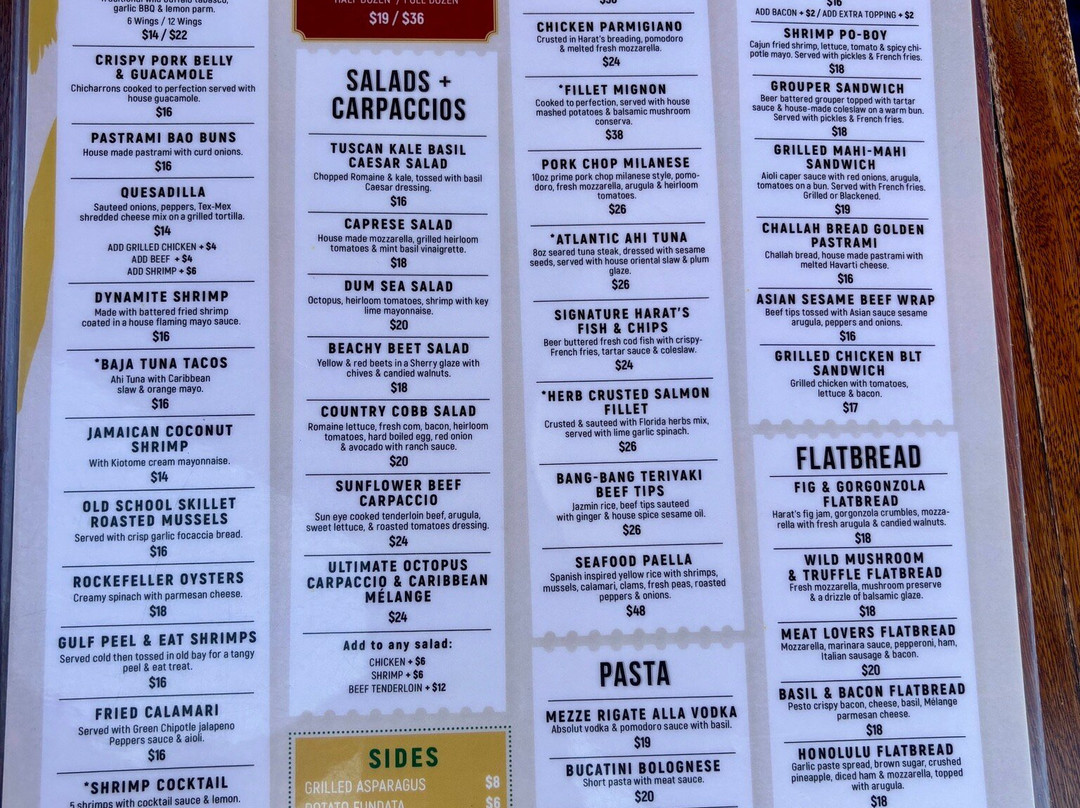 garlic BBQ & lemon parm.
6 Wings / 12 Wings
$14 / $22
CRISPY PORK BELLY
& GUACAMOLE
Chicharrons cooked to perfection served with
house guacamole.
$16
PASTRAMI BAO BUNS
House made pastrami with curd onions.
$16
QUESADILLA
Sauteed onions, peppers, Tex-Mex
shredded cheese mix on a grilled tortilla.
$14
ADD GRILLED CHICKEN + $4
ADD BEEF + $4
ADD SHRIMP + $6
DYNAMITE SHRIMP
Made with battered fried shrimp
coated in a house flaming mayo sauce.
$16
*BAJA TUNA TACOS
Ahi Tuna with Caribbean
slaw & orange mayo.
$16
JAMAICAN COCONUT
SHRIMP
With Kiotome cream mayonnaise.
$14
OLD SCHOOL SKILLET
ROASTED MUSSELS
Served with crisp garlic focaccia bread.
$16
ROCKEFELLER OYSTERS
Creamy spinach with parmesan cheese.
$18
GULF PEEL & EAT SHRIMPS
Served cold then tossed in old bay for a tangy
peel & eat treat.
$16
FRIED CALAMARI
Served with Green Chipotle jalapeno
Peppers sauce & aioli.
$16
*SHRIMP COCKTAIL
5 shrimps with cocktail sauce & lemon.
HALF DOZEN / FULL DOZEN
$19 / $36
SALADS +
CARPACCIOS
TUSCAN KALE BASIL
CAESAR SALAD
Chopped Romaine & kale, tossed with basil
Caesar dressing.
$16
CAPRESE SALAD
House made mozzarella, grilled heirloom
tomatoes & mint basil vinaigrette.
$18
DUM SEA SALAD
Octopus, heirloom tomatoes, shrimp with key
lime mayonnaise.
$20
BEACHY BEET SALAD
Yellow & red beets in a Sherry glaze with
chives & candied walnuts.
$18
COUNTRY COBB SALAD
Romaine lettuce, fresh corn, bacon, heirloom
tomatoes, hard boiled egg, red onion
& avocado with ranch sauce.
$20
SUNFLOWER BEEF
CARPACCIO
Sun eye cooked tenderloin beef, arugula,
sweet lettuce, & roasted tomatoes dressing.
$24
ULTIMATE OCTOPUS
CARPACCIO & CARIBBEAN
MÉLANGE
$24
Add to any salad:
CHICKEN + $6
SHRIMP + $6
BEEF TENDERLOIN + $12
SIDES
GRILLED ASPARAGUS $8
POTATO FUNDATA $6
CHICKEN PARMIGIANO
Crusted in Harat's breading, pomodoro
& melted fresh mozzarella.
$24
*FILLET MIGNON
Cooked to perfection, served with house
mashed potatoes & balsamic mushroom
conserva.
$38
PORK CHOP MILANESE
10oz prime pork chop milanese style, pomo-
doro, fresh mozzarella, arugula & heirloom
tomatoes.
$26
*ATLANTIC AHI TUNA
8oz seared tuna steak, dressed with sesame
seeds, served with house oriental slaw & plum
glaze.
$26
SIGNATURE HARAT'S
FISH & CHIPS
Beer buttered fresh cod fish with crispy-
French fries, tartar sauce & coleslaw.
$24
*HERB CRUSTED SALMON
FILLET
Crusted & sauteed with Florida herbs mix,
served with lime garlic spinach.
$26
BANG-BANG TERIYAKI
BEEF TIPS
Jazmin rice, beef tips sauteed
with ginger & house spice sesame oil.
$26
SEAFOOD PAELLA
Spanish inspired yellow rice with shrimps,
mussels, calamari, clams, fresh peas, roasted
peppers & onions.
$48
PASTA
MEZZE RIGATE ALLA VODKA
Absolut vodka & pomodoro sauce with basil.
$19
BUCATINI BOLOGNESE
Short pasta with meat sauce.
$20
$16
ADD BACON + $2 / ADD EXTRA TOPPING + $2
SHRIMP PO-BOY
Cajun fried shrimp, lettuce, tomato & spicy chi-
potle mayo. Served with pickles & French fries.
$18
GROUPER SANDWICH
Beer battered grouper topped with tartar
sauce & house-made coleslaw on a warm bun.
Served with pickles & French fries.
$18
GRILLED MAHI-MAHI
SANDWICH
Aioli caper sauce with red onions, arugula,
tomatoes on a bun. Served with French fries.
Grilled or Blackened.
$19
CHALLAH BREAD GOLDEN
PASTRAMI
Challah bread, house made pastrami with
melted Havarti cheese.
$16
ASIAN SESAME BEEF WRAP
Beef tips tossed with Asian sauce sesame
arugula, peppers and onions.
$16
GRILLED CHICKEN BLT
SANDWICH
Grilled chicken with tomatoes,
lettuce & bacon.
$17
FLATBREAD
FIG & GORGONZOLA
FLATBREAD
Harat's fig jam, gorgonzola crumbles, mozza-
rella with fresh arugula & candied walnuts.
$18
WILD MUSHROOM
& TRUFFLE FLATBREAD
Fresh mozzarella, mushroom preserve
& a drizzle of balsamic glaze.
$18
MEAT LOVERS FLATBREAD
Mozzarella, marinara sauce, pepperoni, ham,
Italian sausage & bacon.
$20
BASIL & BACON FLATBREAD
Pesto crispy bacon, cheese, basil, Mélange
parmesan cheese.
$18
HONOLULU FLATBREAD
Garlic paste spread, brown sugar, crushed
pineapple, diced ham & mozzarella, topped
with arugula.
$18